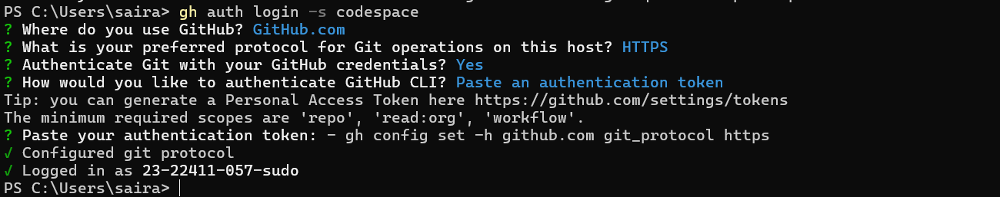 PS C:\Users\saira> gh auth login -s codespace
? Where do you use GitHub? GitHub.com
? What is your preferred protocol for Git operations on this host? HTTPS
? Authenticate Git with your GitHub credentials? Yes
? How would you like to authenticate GitHub CLI? Paste an authentication token
Tip: you can generate a Personal Access Token here https://github.com/settings/tokens
The minimum required scopes are 'repo', 'read:org', 'workflow'.
? Paste your authentication token: - gh config set -h github.com git_protocol https
✓ Configured git protocol
✓ Logged in as 23-22411-057-sudo
PS C:\Users\saira>